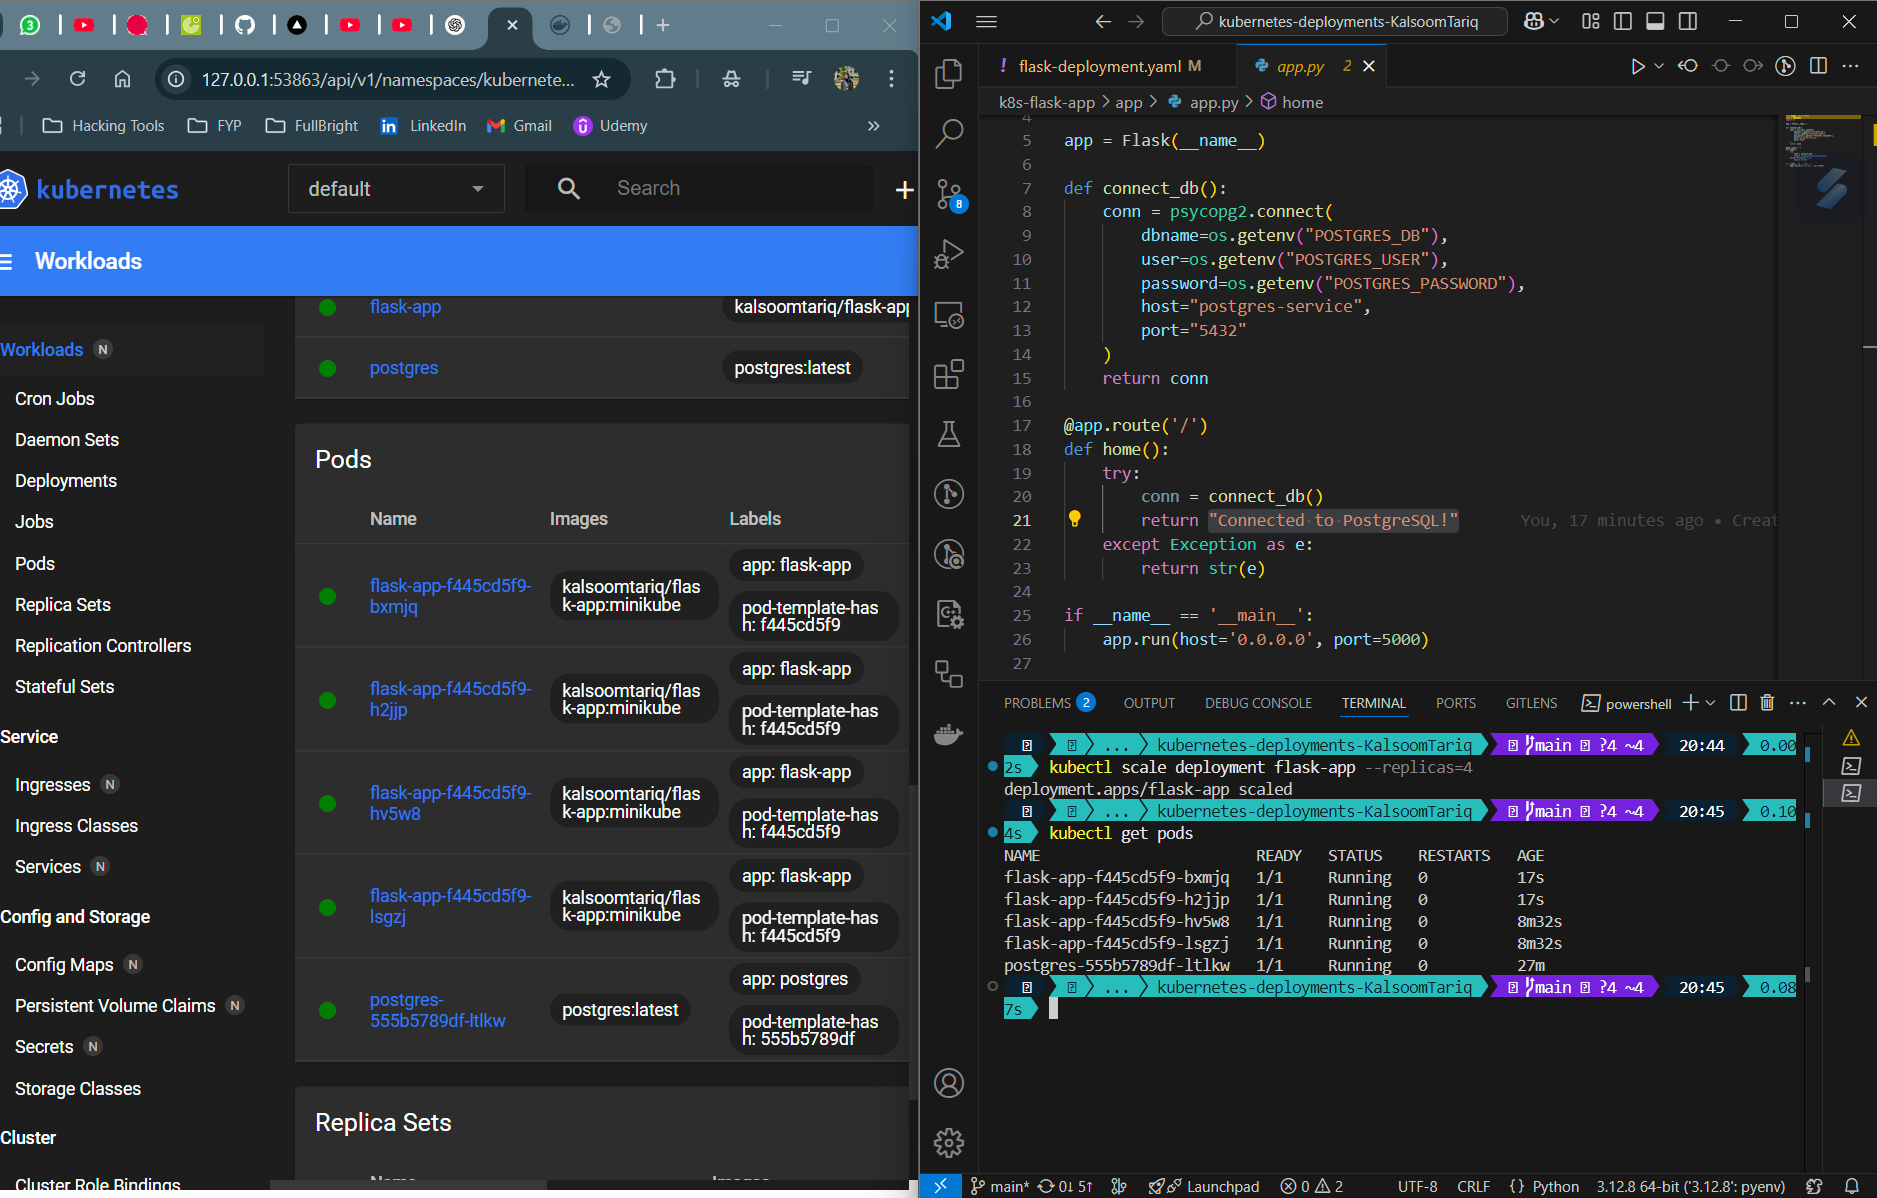 3
127.0.0.1:53863/api/v1/namespaces/kubernete...
Hacking Tools
FYP
FullBright
LinkedIn
Gmail
Udemy
kubernetes
default
Search
Workloads
Workloads N
Cron Jobs
Daemon Sets
Deployments
Jobs
Pods
Replica Sets
Replication Controllers
Stateful Sets
Service
Ingresses N
Ingress Classes
Services N
Config and Storage
Config Maps N
Persistent Volume Claims N
Secrets N
Storage Classes
Cluster
Cluster Role Bindings
flask-app kalsoomtariq/flask-app
postgres postgres:latest
Pods
Name Images Labels
flask-app-f445cd5f9-
bxmjq
kalsoomtariq/flas
k-app:minikube
app: flask-app
pod-template-has
h: f445cd5f9
flask-app-f445cd5f9-
h2jjp
kalsoomtariq/flas
k-app:minikube
app: flask-app
pod-template-has
h: f445cd5f9
flask-app-f445cd5f9-
hv5w8
kalsoomtariq/flas
k-app:minikube
app: flask-app
pod-template-has
h: f445cd5f9
flask-app-f445cd5f9-
lsgzj
kalsoomtariq/flas
k-app:minikube
app: flask-app
pod-template-has
h: f445cd5f9
postgres-
555b5789df-ltlkw
postgres:latest
app: postgres
pod-template-has
h: 555b5789df
Replica Sets
Name Images
kubernetes-deployments-KalsoomTariq
8
! flask-deployment.yaml M
app.py 2
k8s-flask-app > app > app.py > home
4
5 app = Flask(__name__)
6
7 def connect_db():
8 conn = psycopg2.connect(
9 dbname=os.getenv("POSTGRES_DB"),
10 user=os.getenv("POSTGRES_USER"),
11 password=os.getenv("POSTGRES_PASSWORD"),
12 host="postgres-service",
13 port="5432"
14 )
15 return conn
16
17 @app.route('/')
18 def home():
19 try:
20 conn = connect_db()
21 return "Connected to PostgreSQL!" You, 17 minutes ago • Creat
22 except Exception as e:
23 return str(e)
24
25 if __name__ == '__main__':
26 app.run(host='0.0.0.0', port=5000)
27
PROBLEMS 2 OUTPUT DEBUG CONSOLE TERMINAL PORTS GITLENS powershell
... kubernetes-deployments-KalsoomTariq main ?4 ~4 20:44 0.00
2s kubectl scale deployment flask-app --replicas=4
deployment.apps/flask-app scaled
... kubernetes-deployments-KalsoomTariq main ?4 ~4 20:45 0.10
4s kubectl get pods
NAME READY STATUS RESTARTS AGE
flask-app-f445cd5f9-bxmjq 1/1 Running 0 17s
flask-app-f445cd5f9-h2jjp 1/1 Running 0 17s
flask-app-f445cd5f9-hv5w8 1/1 Running 0 8m32s
flask-app-f445cd5f9-lsgzj 1/1 Running 0 8m32s
postgres-555b5789df-ltlkw 1/1 Running 0 27m
... kubernetes-deployments-KalsoomTariq main ?4 ~4 20:45 0.08
7s
main* 0↓ 5↑ Launchpad 0 2 UTF-8 CRLF {} Python 3.12.8 64-bit ('3.12.8': pyenv)